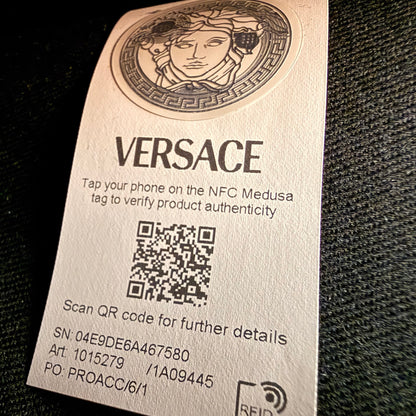 VERSACE
Tap your phone on the NFC Medusa
tag to verify product authenticity
Scan QR code for further details
SN: 04E9DE6A467580
Art: 1015279 /1A09445
PO: PROACC/6/1
RFID